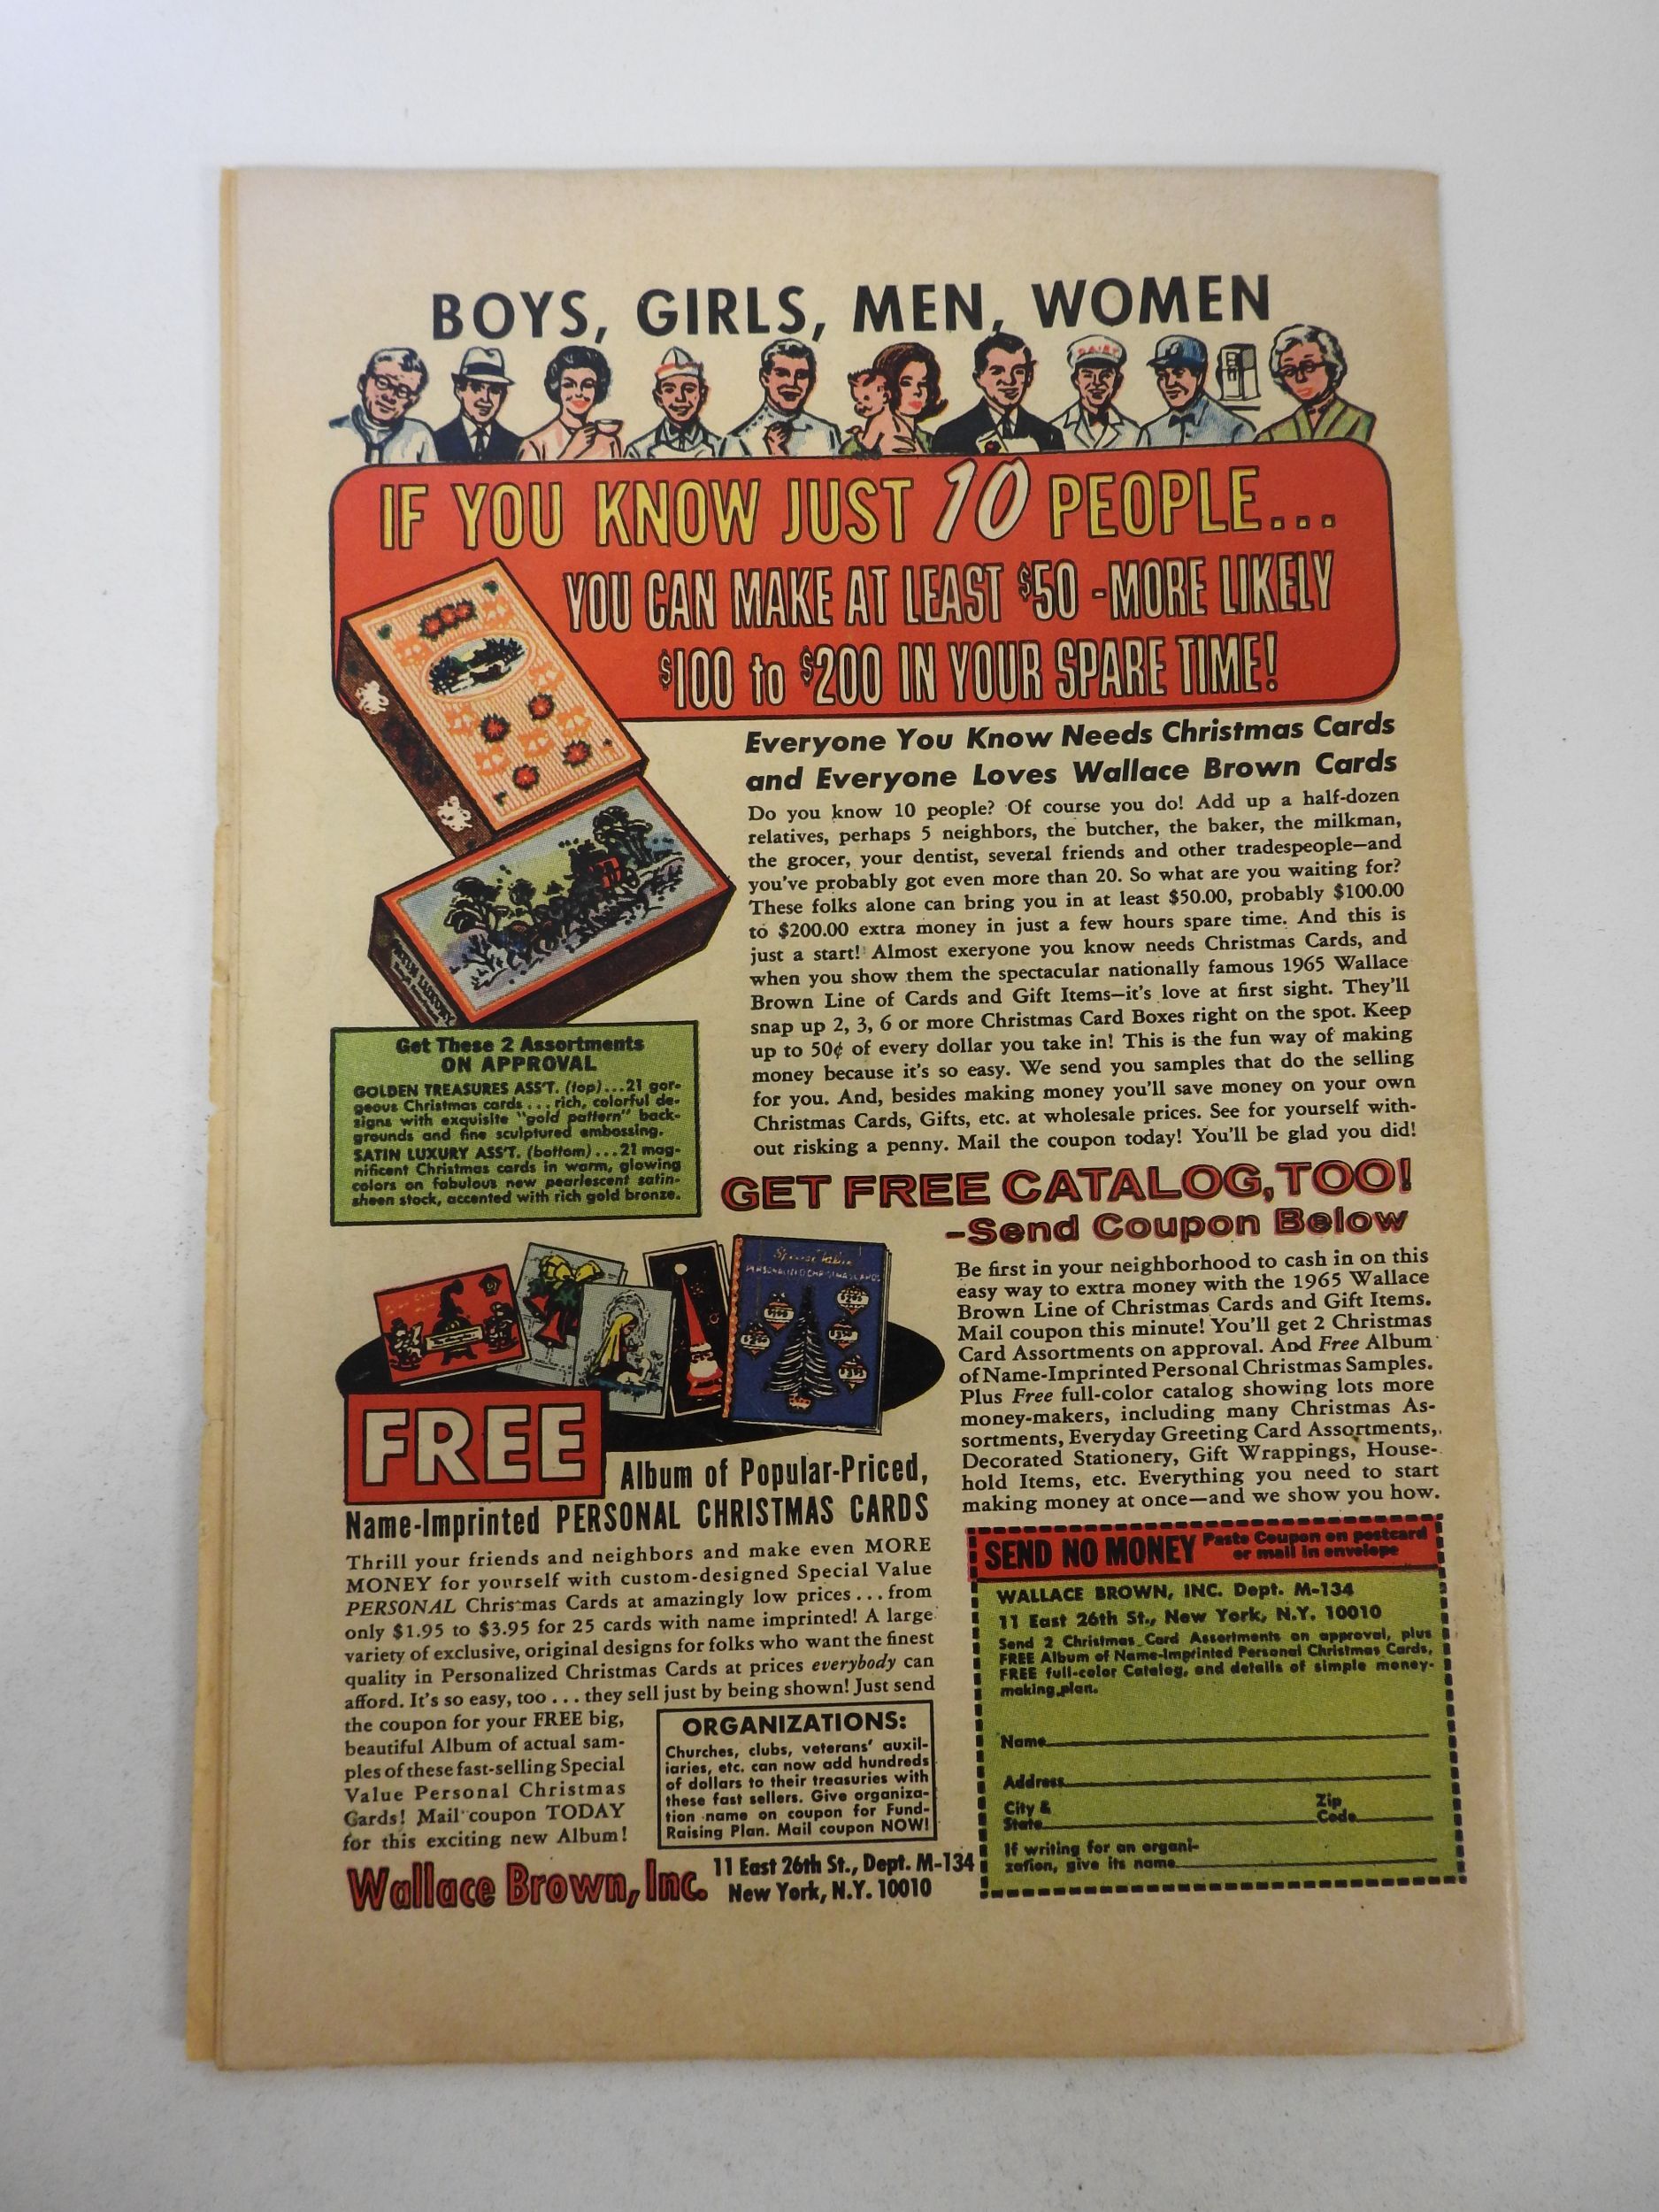 BOYS, GIRLS, MEN, WOMEN
DAIRY
IF YOU KNOW JUST 10 PEOPLE...
YOU CAN MAKE AT LEAST $50 - MORE LIKELY
$100 to $200 IN YOUR SPARE TIME!
Everyone You Know Needs Christmas Cards
and Everyone Loves Wallace Brown Cards
Do you know 10 people? Of course you do! Add up a half-dozen
relatives, perhaps 5 neighbors, the butcher, the baker, the milkman,
the grocer, your dentist, several friends and other tradespeople—and
you've probably got even more than 20. So what are you waiting for?
These folks alone can bring you in at least $50.00, probably $100.00
to $200.00 extra money in just a few hours spare time. And this is
just a start! Almost exeryone you know needs Christmas Cards, and
when you show them the spectacular nationally famous 1965 Wallace
Brown Line of Cards and Gift Items—it's love at first sight. They'll
snap up 2, 3, 6 or more Christmas Card Boxes right on the spot. Keep
up to 50¢ of every dollar you take in! This is the fun way of making
money because it's so easy. We send you samples that do the selling
for you. And, besides making money you'll save money on your own
Christmas Cards, Gifts, etc. at wholesale prices. See for yourself with-
out risking a penny. Mail the coupon today! You'll be glad you did!
SATIN LUXURY
Get These 2 Assortments
ON APPROVAL
GOLDEN TREASURES ASS'T. (top)...21 gor-
geous Christmas cards...rich, colorful de-
signs with exquisite "gold pattern" back-
grounds and fine sculptured embossing.
SATIN LUXURY ASS'T. (bottom)...21 mag-
nificent Christmas cards in warm, glowing
colors on fabulous new pearlescent satin-
sheen stock, accented with rich gold bronze.
GET FREE CATALOG, TOO!
-Send Coupon Below
Be first in your neighborhood to cash in on this
easy way to extra money with the 1965 Wallace
Brown Line of Christmas Cards and Gift Items.
Mail coupon this minute! You'll get 2 Christmas
Card Assortments on approval. And Free Album
of Name-Imprinted Personal Christmas Samples.
Plus Free full-color catalog showing lots more
money-makers, including many Christmas As-
sortments, Everyday Greeting Card Assortments,
Decorated Stationery, Gift Wrappings, House-
hold Items, etc. Everything you need to start
making money at once—and we show you how.
Special Value
PERSONALIZED CHRISTMAS CARDS
FREE
Album of Popular-Priced,
Name-Imprinted PERSONAL CHRISTMAS CARDS
Thrill your friends and neighbors and make even MORE
MONEY for yourself with custom-designed Special Value
PERSONAL Christmas Cards at amazingly low prices...from
only $1.95 to $3.95 for 25 cards with name imprinted! A large
variety of exclusive, original designs for folks who want the finest
quality in Personalized Christmas Cards at prices everybody can
afford. It's so easy, too...they sell just by being shown! Just send
the coupon for your FREE big,
beautiful Album of actual sam-
ples of these fast-selling Special
Value Personal Christmas
Cards! Mail coupon TODAY
for this exciting new Album!
ORGANIZATIONS:
Churches, clubs, veterans' auxil-
iaries, etc. can now add hundreds
of dollars to their treasuries with
these fast sellers. Give organiza-
tion name on coupon for Fund-
Raising Plan. Mail coupon NOW!
Wallace Brown, Inc.
11 East 26th St., Dept. M-134
New York, N.Y. 10010
SEND NO MONEY
Paste Coupon on postcard
or mail in envelope
WALLACE BROWN, INC. Dept. M-134
11 East 26th St., New York, N.Y. 10010
Send 2 Christmas Card Assortments on approval, plus
FREE Album of Name-Imprinted Personal Christmas Cards,
FREE full-color Catalog, and details of simple money-
making plan.
Name
Address
City &
State
Zip
Code
If writing for an organi-
zation, give its name